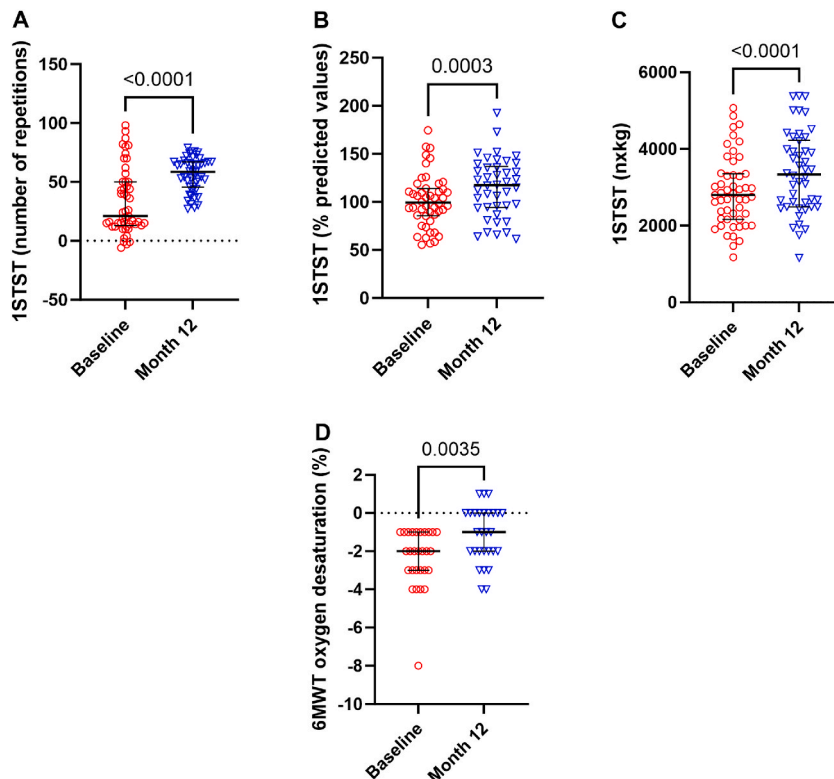 A
1STST (number of repetitions)
150
100
50
0
-50
<0.0001
Baseline
Month 12
B
1STST (% predicted values)
250
200
150
100
50
0
0.0003
Baseline
Month 12
C
1STST (nxkg)
6000
4000
2000
0
<0.0001
Baseline
Month 12
D
6MWT oxygen desaturation (%)
2
0
-2
-4
-6
-8
-10
0.0035
Baseline
Month 12